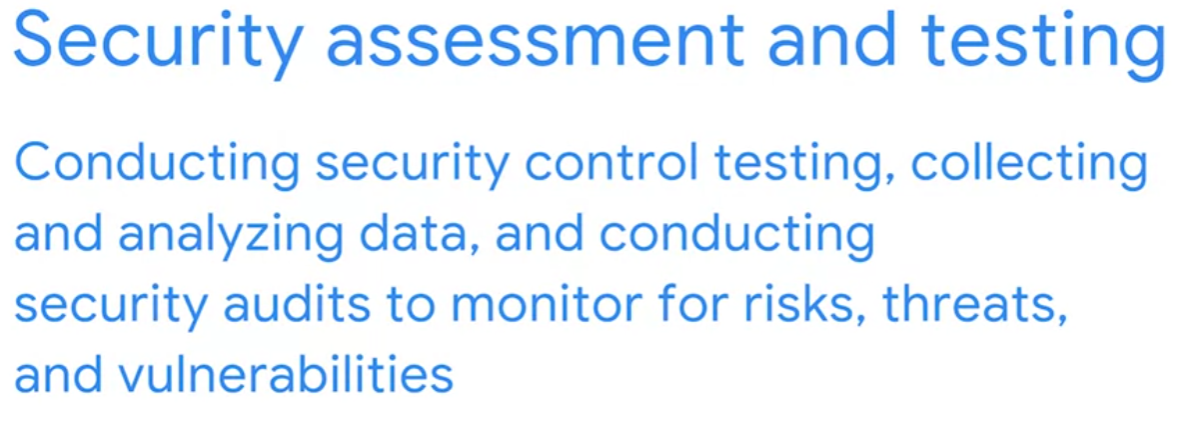 Security assessment and testing
Conducting security control testing, collecting
and analyzing data, and conducting
security audits to monitor for risks, threats,
and vulnerabilities